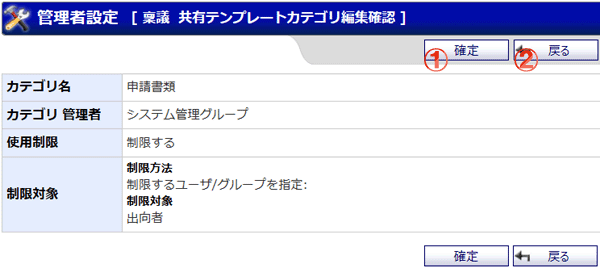 管理者設定 [ 稟議 共有テンプレートカテゴリ編集確認 ]
① 確定 ② 戻る
カテゴリ名 申請書類
カテゴリ 管理者 システム管理グループ
使用制限 制限する
制限方法
制限するユーザ/グループを指定:
制限対象 制限対象
出向者
確定 戻る